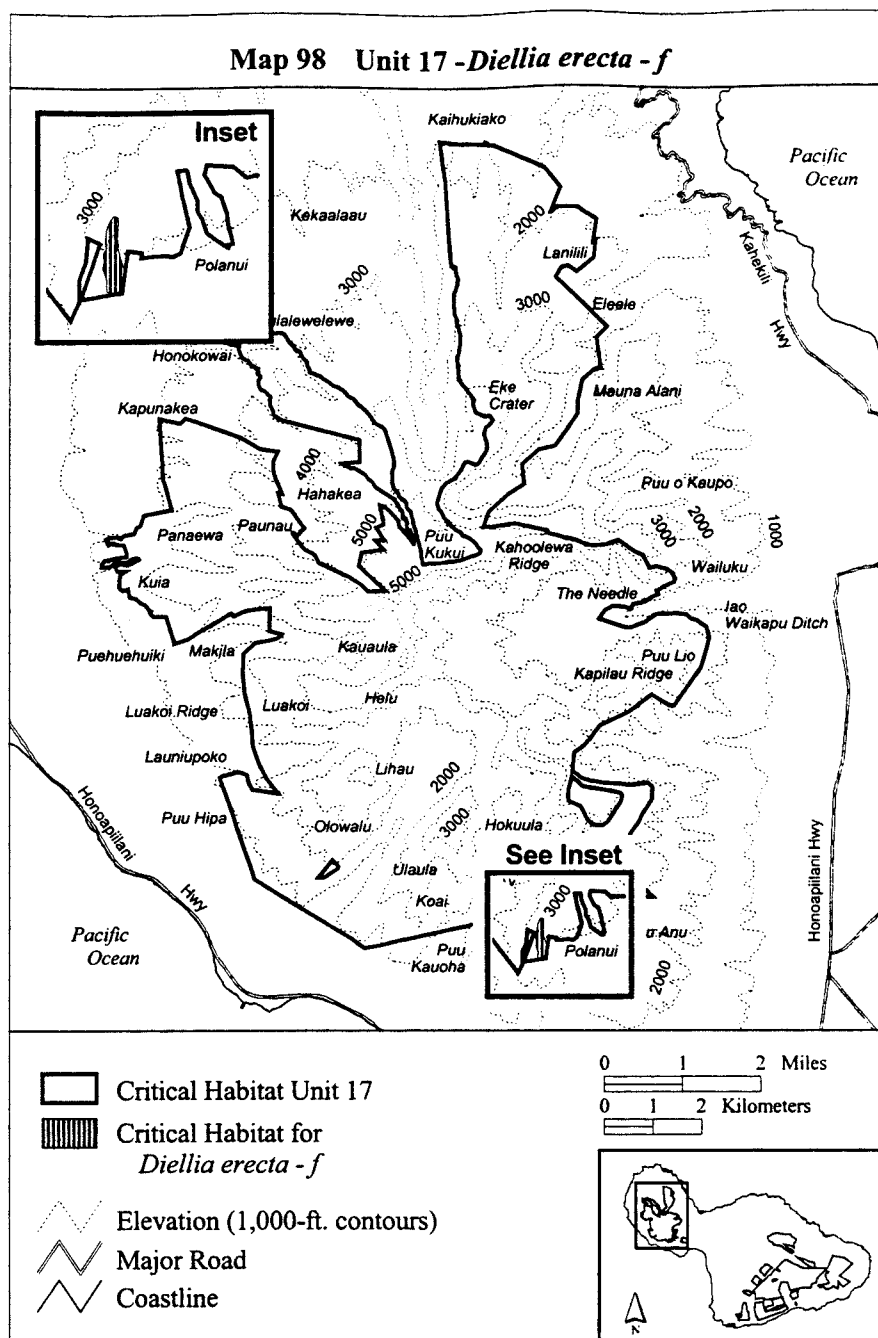 Map 98 Unit 17 - Diellia erecta - f
Inset
3000
Polanui
Kaihukiako
Pacific
Ocean
Kekaalaau
2000
Lanilili
Kahekili
Hwy
3000
3000
Eleele
ulalewelewe
Honokowai
Eke
Crater
Mauna Alani
Kapunakea
4000
Hahakea
Puu o Kaupo
3000
2000
1000
Panaewa
Paunau
5000
Puu
Kukui
Kahoolewa
Ridge
Wailuku
5000
Kuia
The Needle
Iao
Waikapu Ditch
Puehuehuiki
Makila
Kauaula
Puu Lio
Kapilau Ridge
Luakoi Ridge
Luakoi
Helu
Launiupoko
Lihau
2000
Honoapiilani
Hwy
Puu Hipa
Olowalu
3000
Hokuula
Honoapiilani Hwy
Ulaula
See Inset
3000
Polanui
Koai
u Anu
Pacific
Ocean
Puu
Kauoha
2000
Critical Habitat Unit 17
Critical Habitat for
Diellia erecta - f
Elevation (1,000-ft. contours)
Major Road
Coastline
0 1 2 Miles
0 1 2 Kilometers
N